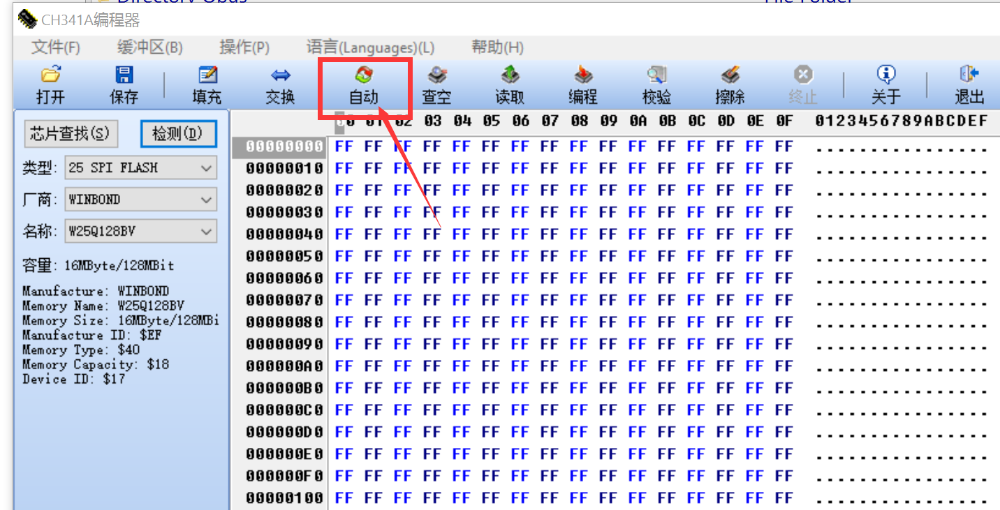 Directory Opus File Folder
CH341A编程器
文件(F) 缓冲区(B) 操作(P) 语言(Languages)(L) 帮助(H)
打开 保存 填充 交换 自动 查空 读取 编程 校验 擦除 终止 关于 退出
芯片查找(S) 检测(D)
类型: 25 SPI FLASH
厂商: WINBOND
名称: W25Q128BV
容量: 16MByte/128MBit
Manufacture: WINBOND
Memory Name: W25Q128BV
Memory Size: 16MByte/128MBi
Manufacture ID: $EF
Memory Type: $40
Memory Capacity: $18
Device ID: $17
00 01 02 03 04 05 06 07 08 09 0A 0B 0C 0D 0E 0F 0123456789ABCDEF
00000000 FF FF FF FF FF FF FF FF FF FF FF FF FF FF FF FF ................
00000010 FF FF FF FF FF FF FF FF FF FF FF FF FF FF FF FF ................
00000020 FF FF FF FF FF FF FF FF FF FF FF FF FF FF FF FF ................
00000030 FF FF FF FF FF FF FF FF FF FF FF FF FF FF FF FF ................
00000040 FF FF FF FF FF FF FF FF FF FF FF FF FF FF FF FF ................
00000050 FF FF FF FF FF FF FF FF FF FF FF FF FF FF FF FF ................
00000060 FF FF FF FF FF FF FF FF FF FF FF FF FF FF FF FF ................
00000070 FF FF FF FF FF FF FF FF FF FF FF FF FF FF FF FF ................
00000080 FF FF FF FF FF FF FF FF FF FF FF FF FF FF FF FF ................
00000090 FF FF FF FF FF FF FF FF FF FF FF FF FF FF FF FF ................
000000A0 FF FF FF FF FF FF FF FF FF FF FF FF FF FF FF FF ................
000000B0 FF FF FF FF FF FF FF FF FF FF FF FF FF FF FF FF ................
000000C0 FF FF FF FF FF FF FF FF FF FF FF FF FF FF FF FF ................
000000D0 FF FF FF FF FF FF FF FF FF FF FF FF FF FF FF FF ................
000000E0 FF FF FF FF FF FF FF FF FF FF FF FF FF FF FF FF ................
000000F0 FF FF FF FF FF FF FF FF FF FF FF FF FF FF FF FF ................
00000100 FF FF FF FF FF FF FF FF FF FF FF FF FF FF FF FF ................